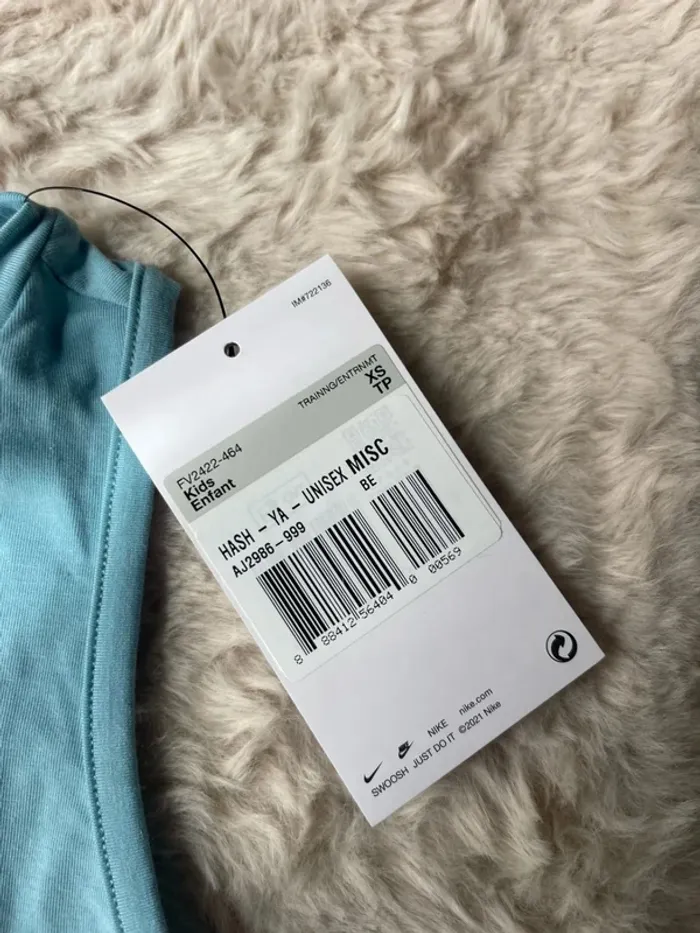 IM#722136
TRAINNG/ENTRNMT
XS
TP
FV2422-464
Kids
Enfant
HASH - YA - UNISEX MISC
AJ2986-999 BE
8 88412 56404 0 00569
NIKE nike.com
SWOOSH JUST DO IT ©2021 Nike